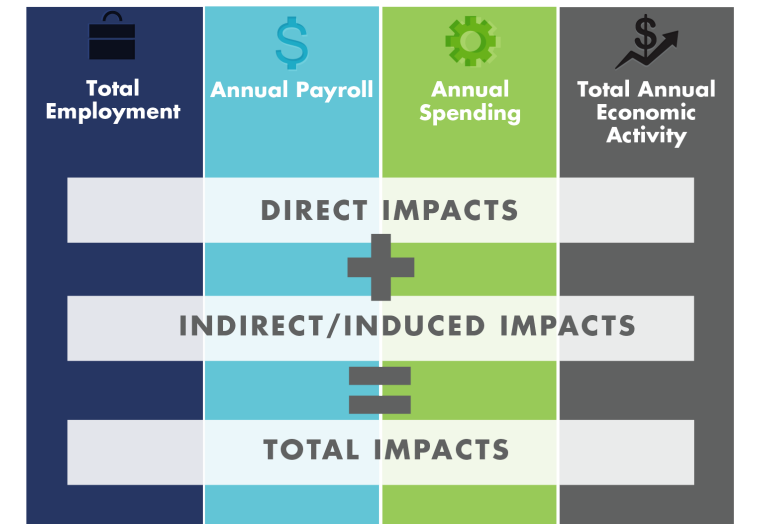 Total
Employment
Annual Payroll
Annual
Spending
Total Annual
Economic
Activity
DIRECT IMPACTS
+
INDIRECT/INDUCED IMPACTS
=
TOTAL IMPACTS